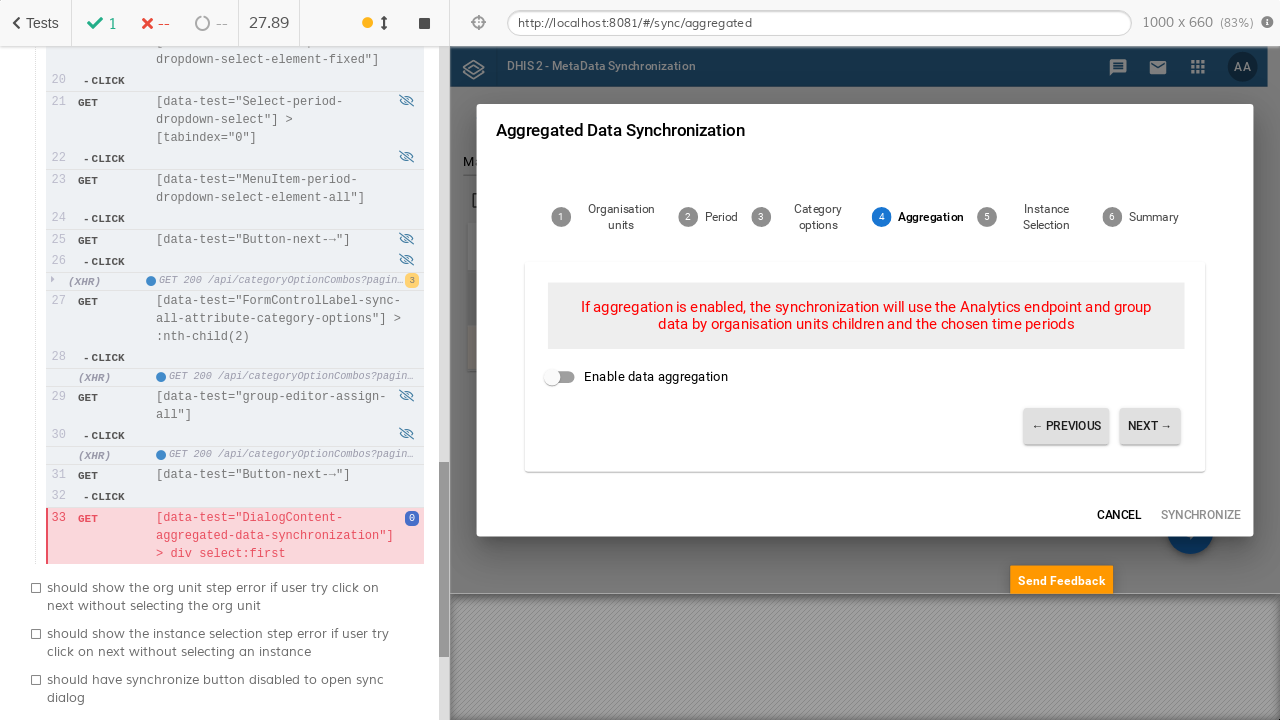 Tests
1
--
--
27.89
http://localhost:8081/#/sync/aggregated
1000 x 660 (83%)
dropdown-select-element-fixed"]
20 - CLICK
21 GET [data-test="Select-period-
dropdown-select"] >
[tabindex="0"]
22 - CLICK
23 GET [data-test="MenuItem-period-
dropdown-select-element-all"]
24 - CLICK
25 GET [data-test="Button-next-→"]
26 - CLICK
(XHR) GET 200 /api/categoryOptionCombos?pagin… 3
27 GET [data-test="FormControlLabel-sync-
all-attribute-category-options"] >
:nth-child(2)
28 - CLICK
(XHR) GET 200 /api/categoryOptionCombos?pagin…
29 GET [data-test="group-editor-assign-
all"]
30 - CLICK
(XHR) GET 200 /api/categoryOptionCombos?pagin…
31 GET [data-test="Button-next-→"]
32 - CLICK
33 GET [data-test="DialogContent- 0
aggregated-data-synchronization"]
> div select:first
should show the org unit step error if user try click on
next without selecting the org unit
should show the instance selection step error if user try
click on next without selecting an instance
should have synchronize button disabled to open sync
dialog
DHIS 2 - MetaData Synchronization
AA
Aggregated Data Synchronization
1 Organisation
units
2 Period
3 Category
options
4 Aggregation
5 Instance
Selection
6 Summary
If aggregation is enabled, the synchronization will use the Analytics endpoint and group
data by organisation units children and the chosen time periods
Enable data aggregation
← PREVIOUS
NEXT →
CANCEL
SYNCHRONIZE
Send Feedback